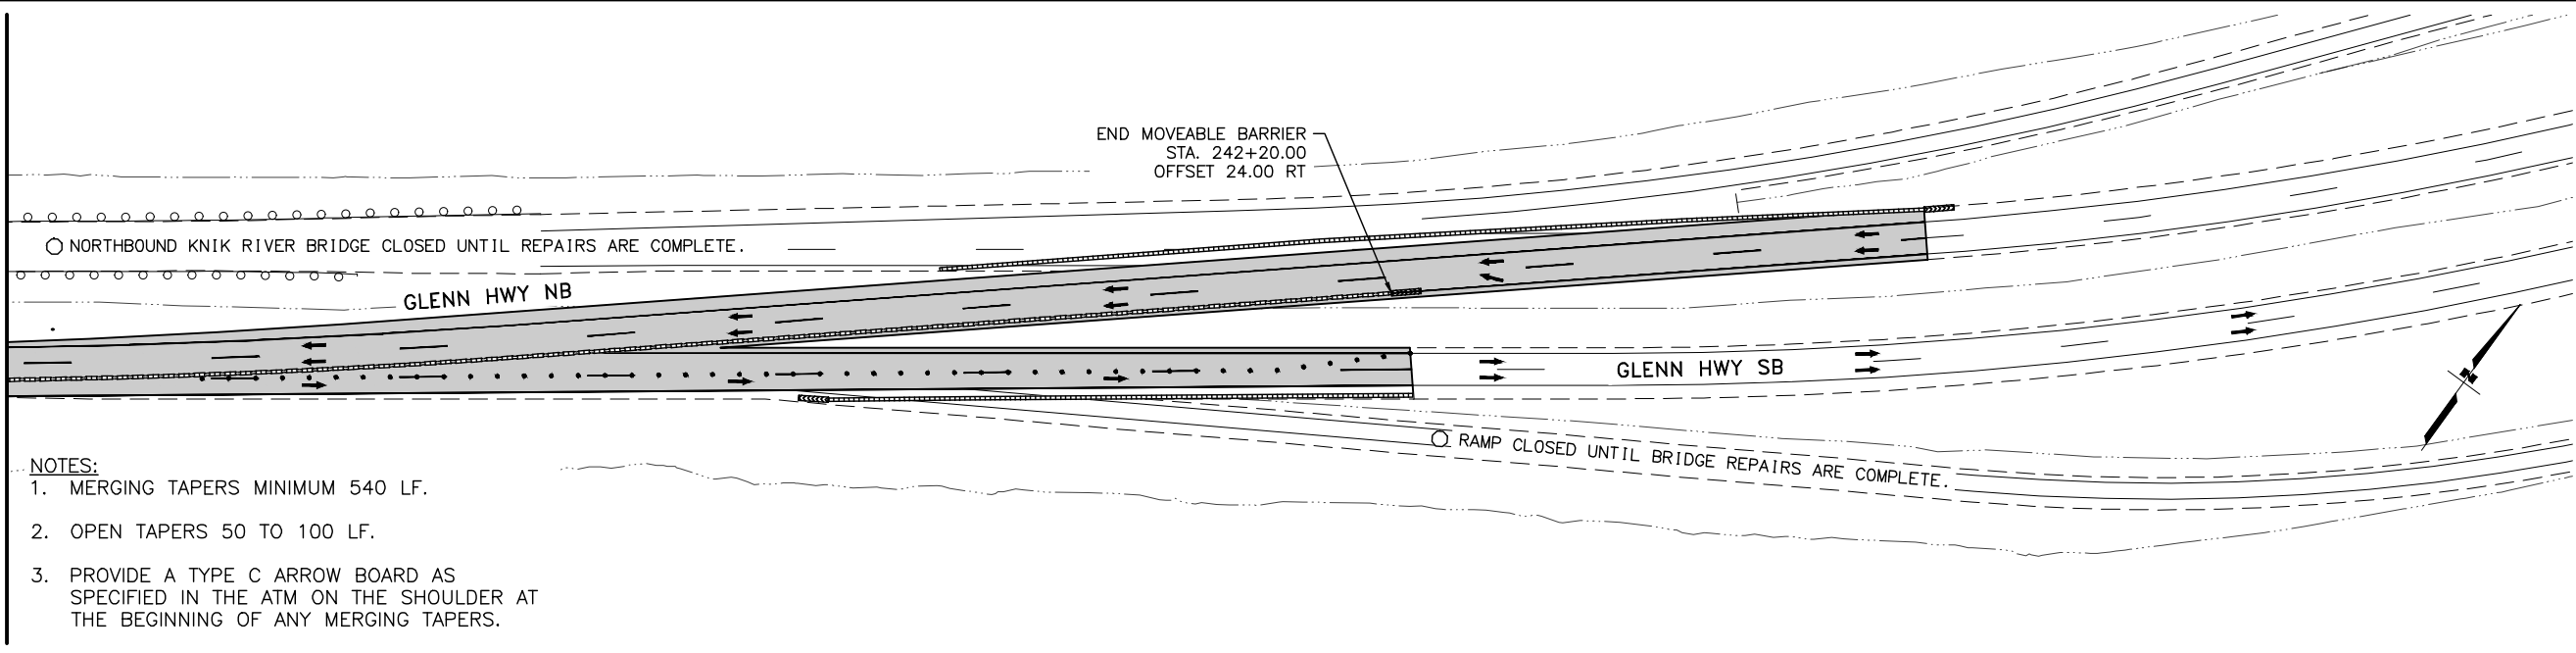 END MOVEABLE BARRIER
STA. 242+20.00
OFFSET 24.00 RT
NORTHBOUND KNIK RIVER BRIDGE CLOSED UNTIL REPAIRS ARE COMPLETE.
GLENN HWY NB
GLENN HWY SB
RAMP CLOSED UNTIL BRIDGE REPAIRS ARE COMPLETE.
N
NOTES:
1. MERGING TAPERS MINIMUM 540 LF.
2. OPEN TAPERS 50 TO 100 LF.
3. PROVIDE A TYPE C ARROW BOARD AS
SPECIFIED IN THE ATM ON THE SHOULDER AT
THE BEGINNING OF ANY MERGING TAPERS.